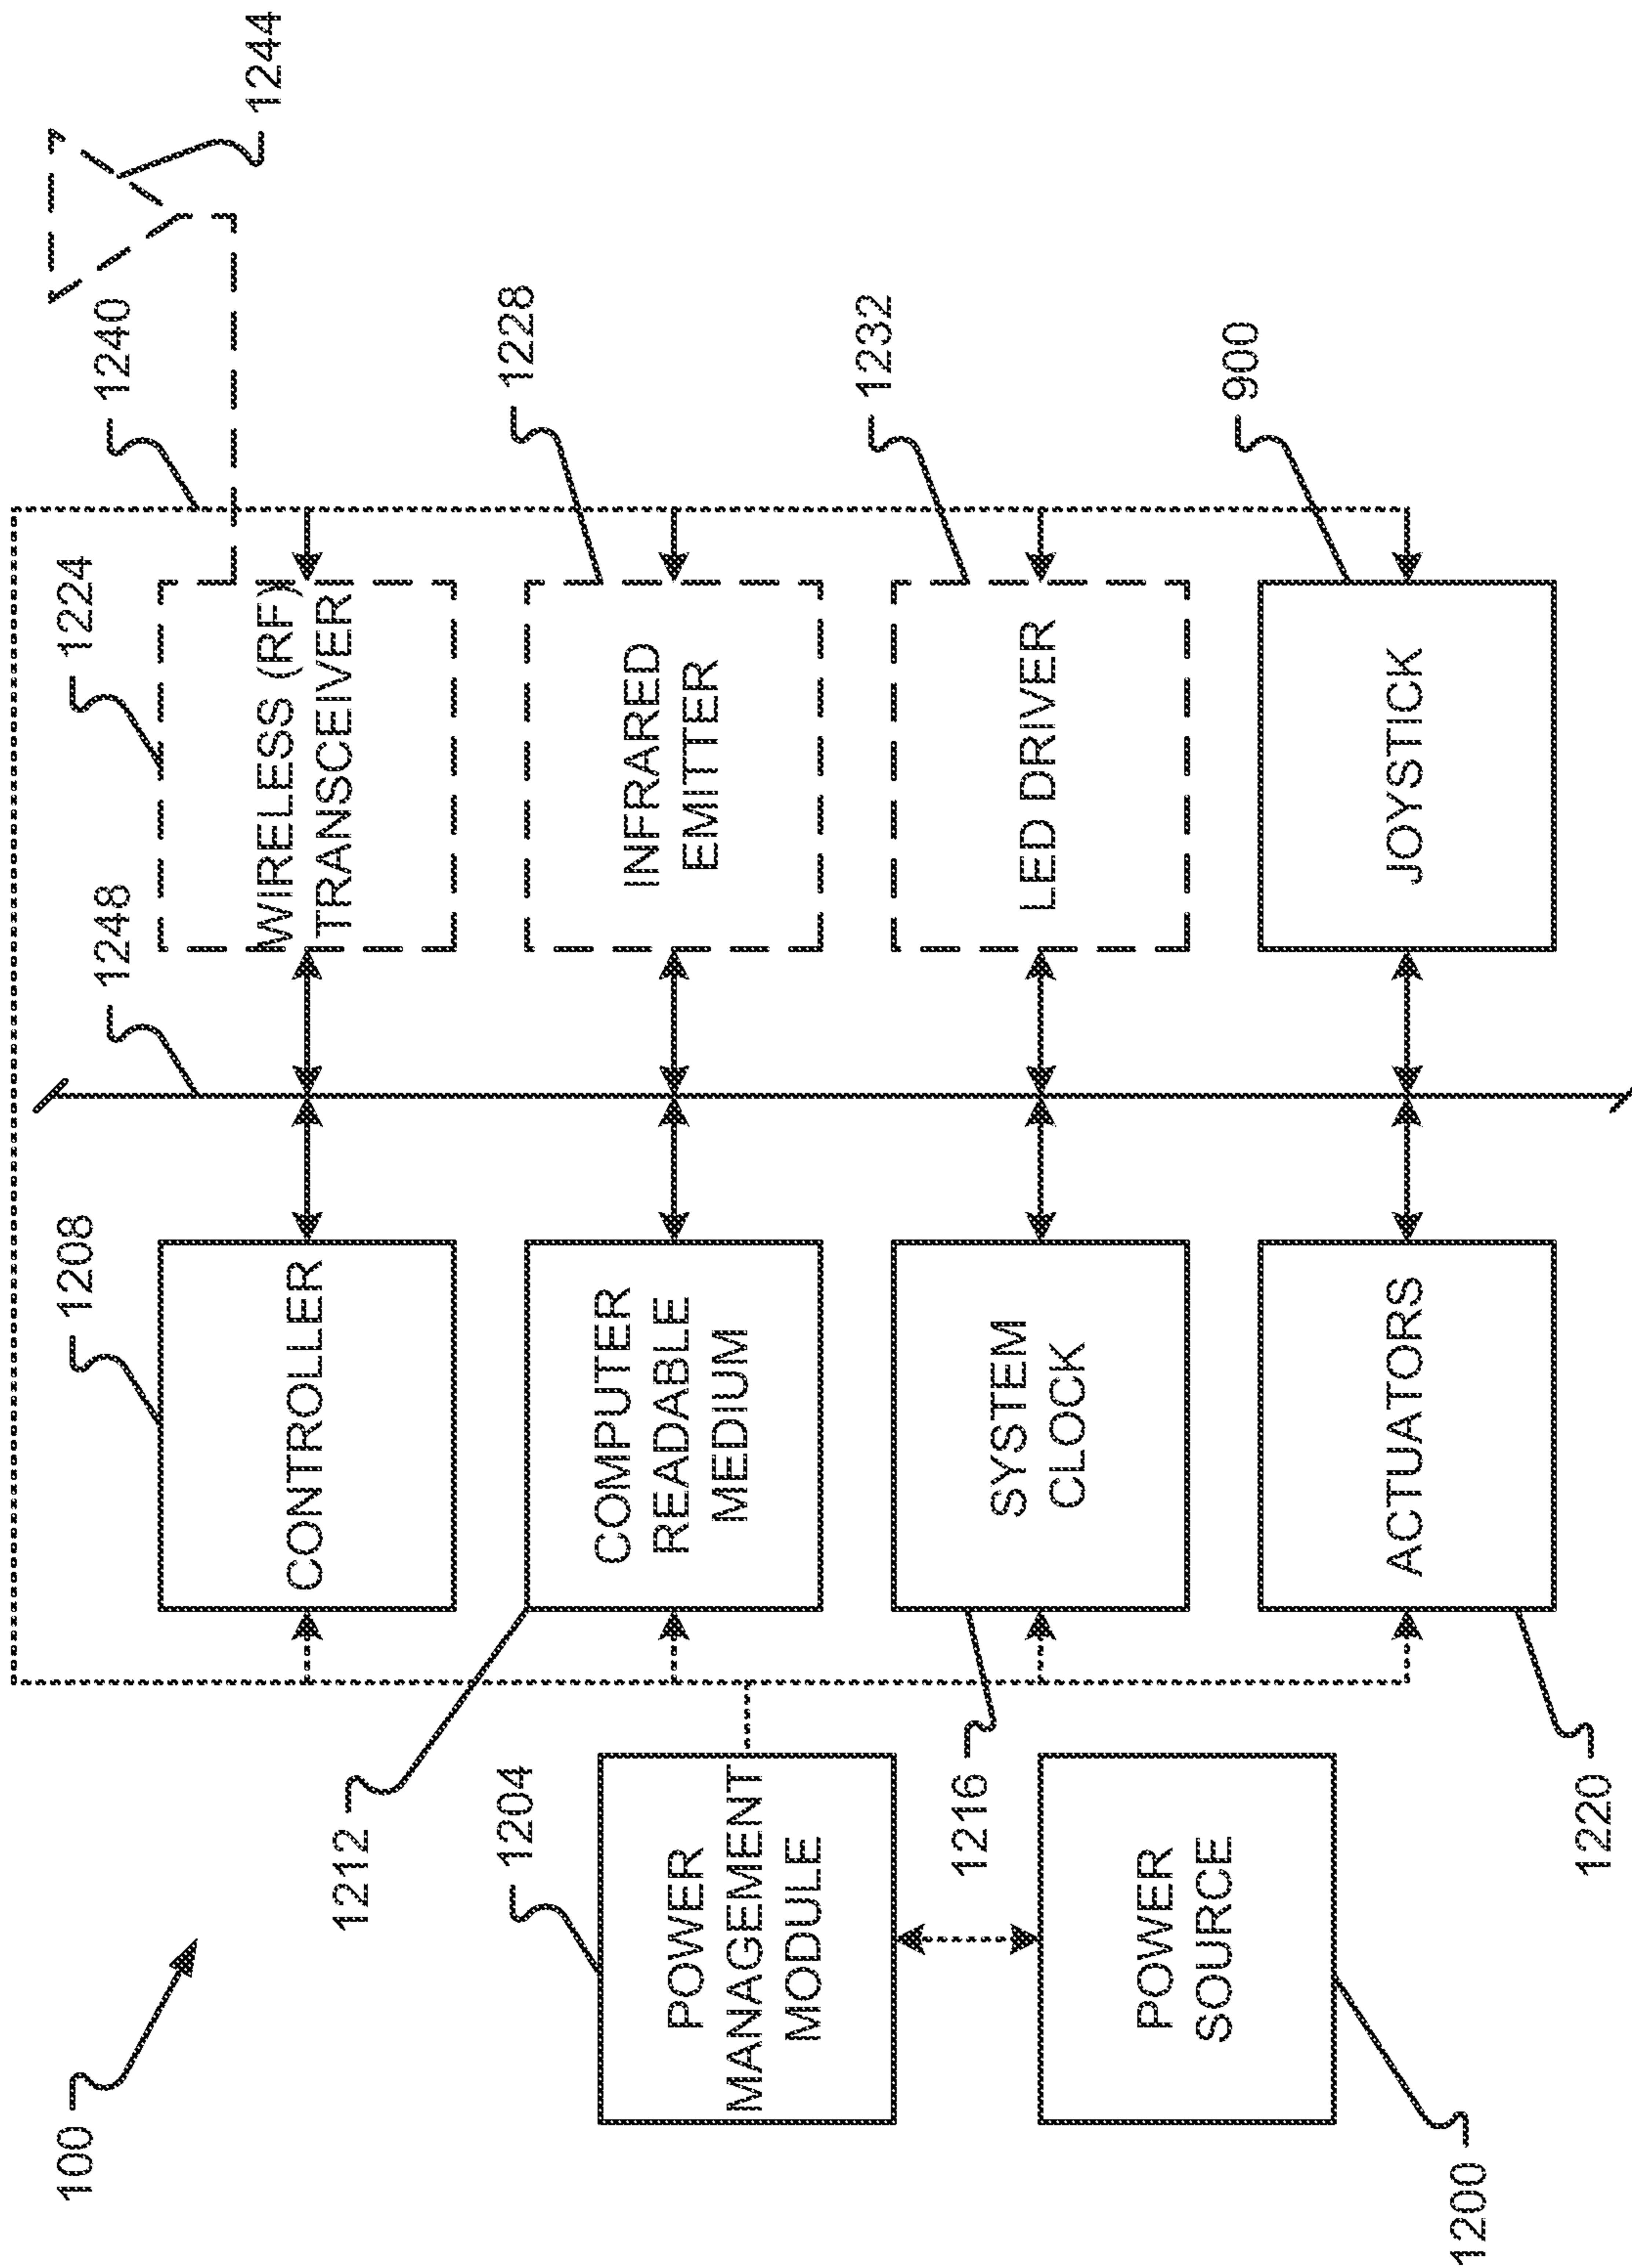 100
1208
1248
1224
1240
1244
CONTROLLER
WIRELESS (RF)
TRANSCEIVER
1212
1204
1228
COMPUTER
READABLE
MEDIUM
INFRARED
EMITTER
POWER
MANAGEMENT
MODULE
1232
SYSTEM
CLOCK
LED DRIVER
1216
POWER
SOURCE
900
ACTUATORS
JOYSTICK
1200
1220